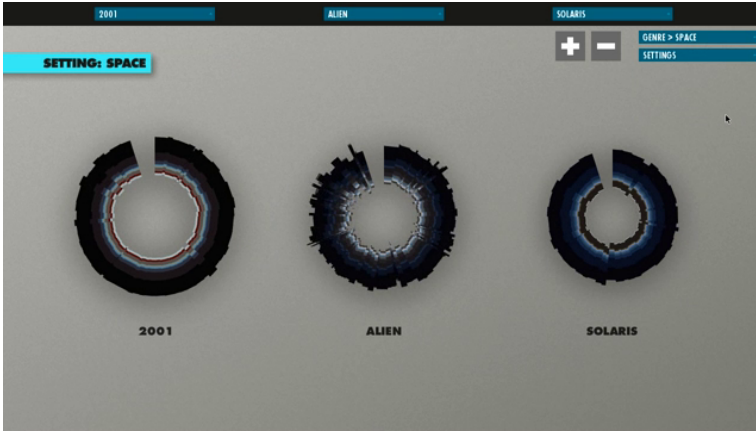 2001
ALIEN
SOLARIS
GENRE > SPACE
SETTINGS
SETTING: SPACE
2001
ALIEN
SOLARIS